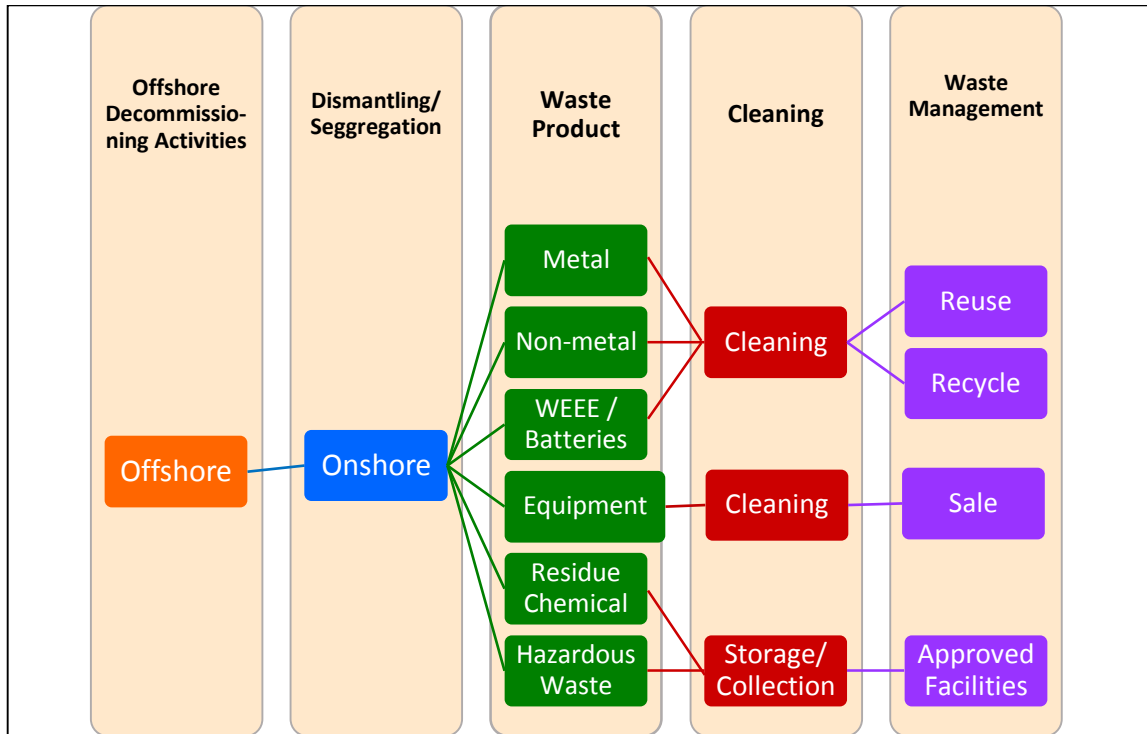 Offshore
Decommissio-
ning Activities
Dismantling/
Seggregation
Waste
Product
Cleaning
Waste
Management
Offshore
Onshore
Metal
Non-metal
WEEE /
Batteries
Equipment
Residue
Chemical
Hazardous
Waste
Cleaning
Cleaning
Storage/
Collection
Reuse
Recycle
Sale
Approved
Facilities